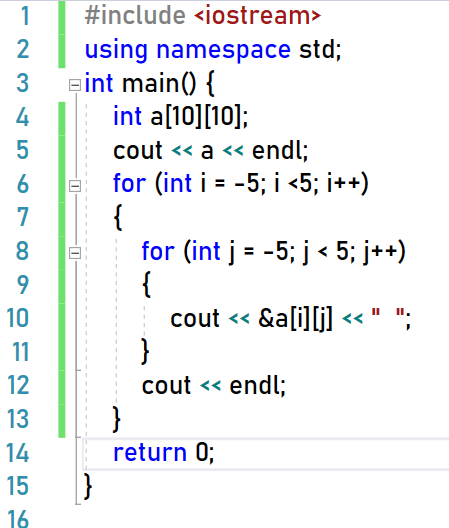 1 #include <iostream>
2 using namespace std;
3 int main() {
4 int a[10][10];
5 cout << a << endl;
6 for (int i = -5; i <5; i++)
7 {
8 for (int j = -5; j < 5; j++)
9 {
10 cout << &a[i][j] << "  ";
11 }
12 cout << endl;
13 }
14 return 0;
15 }
16